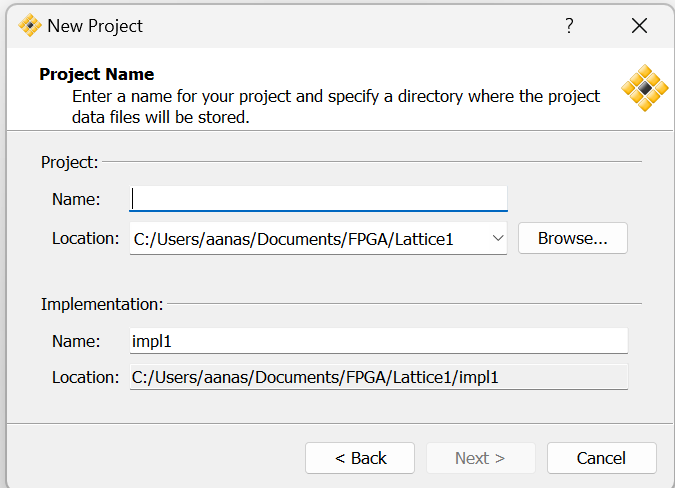 New Project
?
Project Name
Enter a name for your project and specify a directory where the project
data files will be stored.
Project:
Name:
Location: C:/Users/aanas/Documents/FPGA/Lattice1 Browse...
Implementation:
Name: impl1
Location: C:/Users/aanas/Documents/FPGA/Lattice1/impl1
< Back Next > Cancel